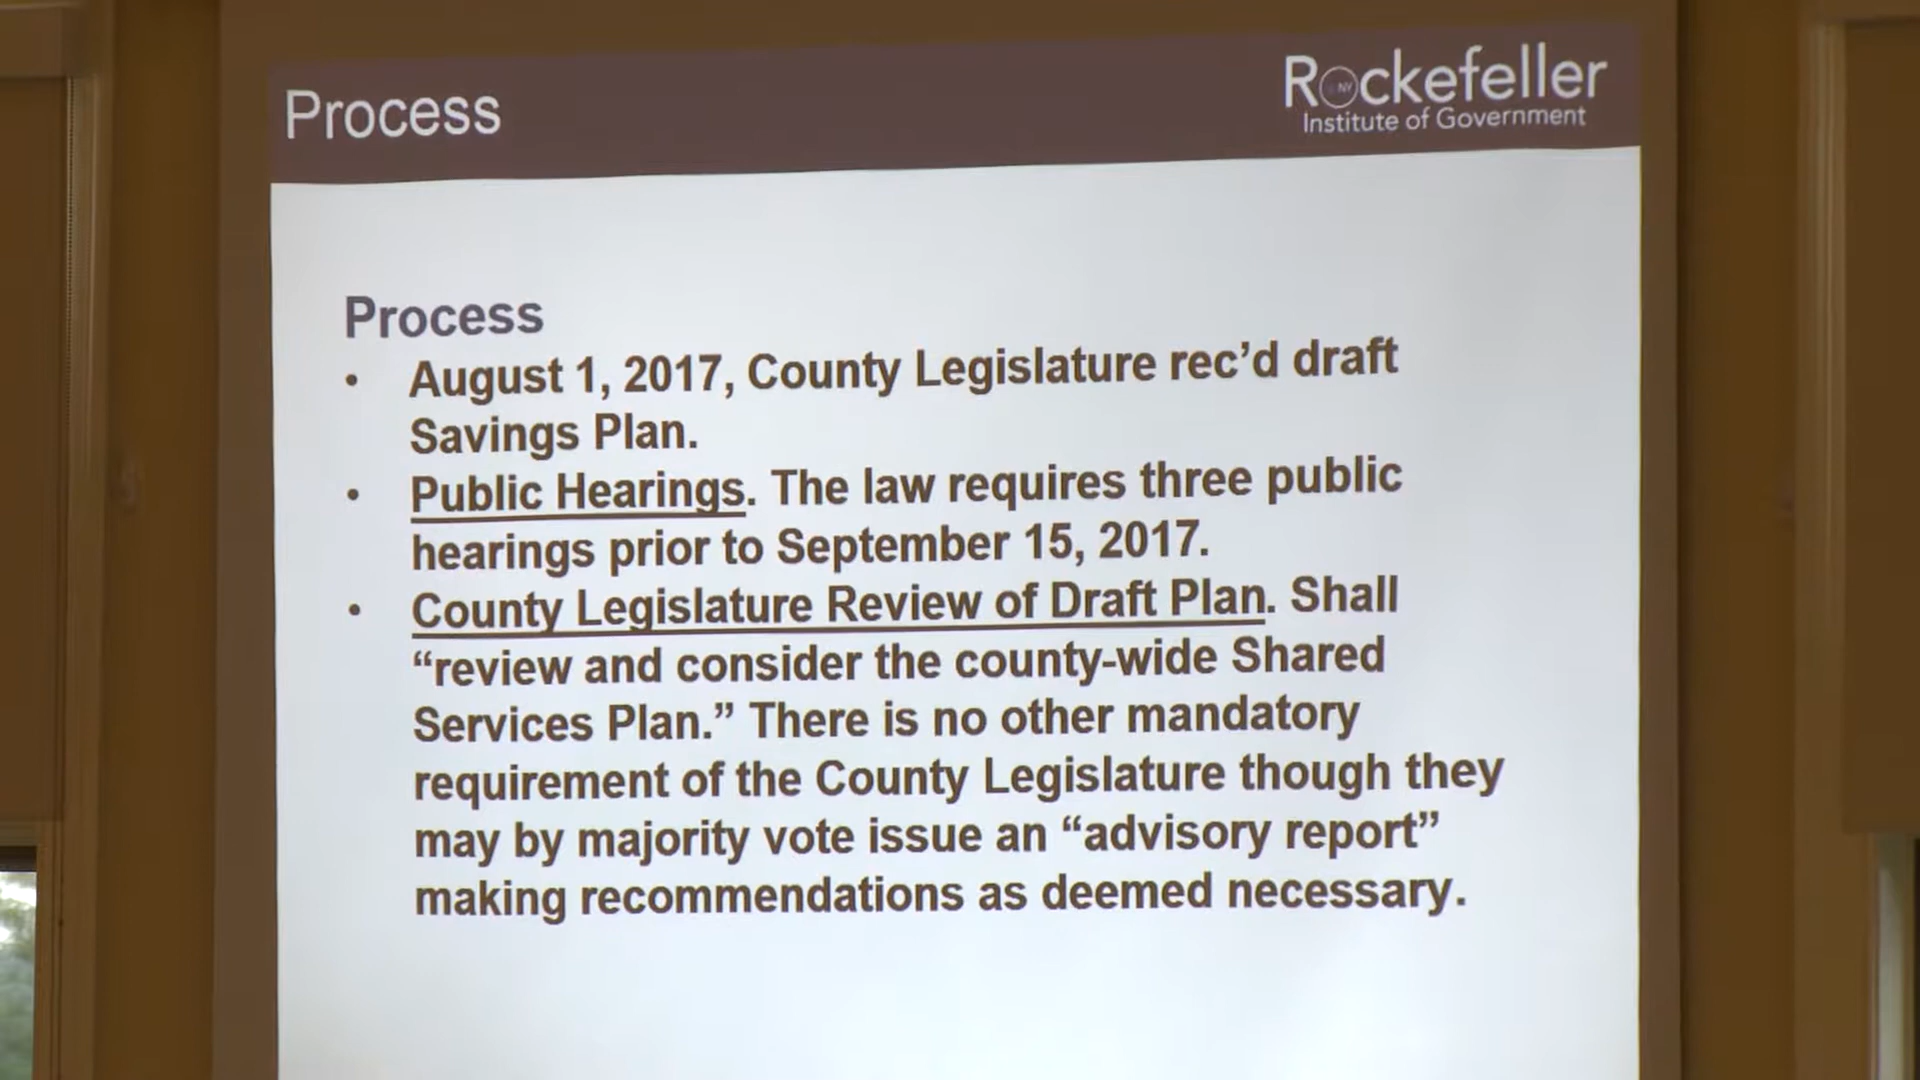 Process
Rockefeller
NY
Institute of Government
Process
• August 1, 2017, County Legislature rec’d draft
Savings Plan.
• Public Hearings. The law requires three public
hearings prior to September 15, 2017.
• County Legislature Review of Draft Plan. Shall
“review and consider the county-wide Shared
Services Plan.” There is no other mandatory
requirement of the County Legislature though they
may by majority vote issue an “advisory report”
making recommendations as deemed necessary.